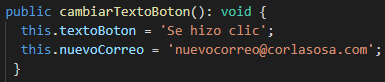 public cambiarTextoBoton(): void {
this.textoBoton = 'Se hizo clic';
this.nuevoCorreo = 'nuevocorreo@corlasosa.com';
}